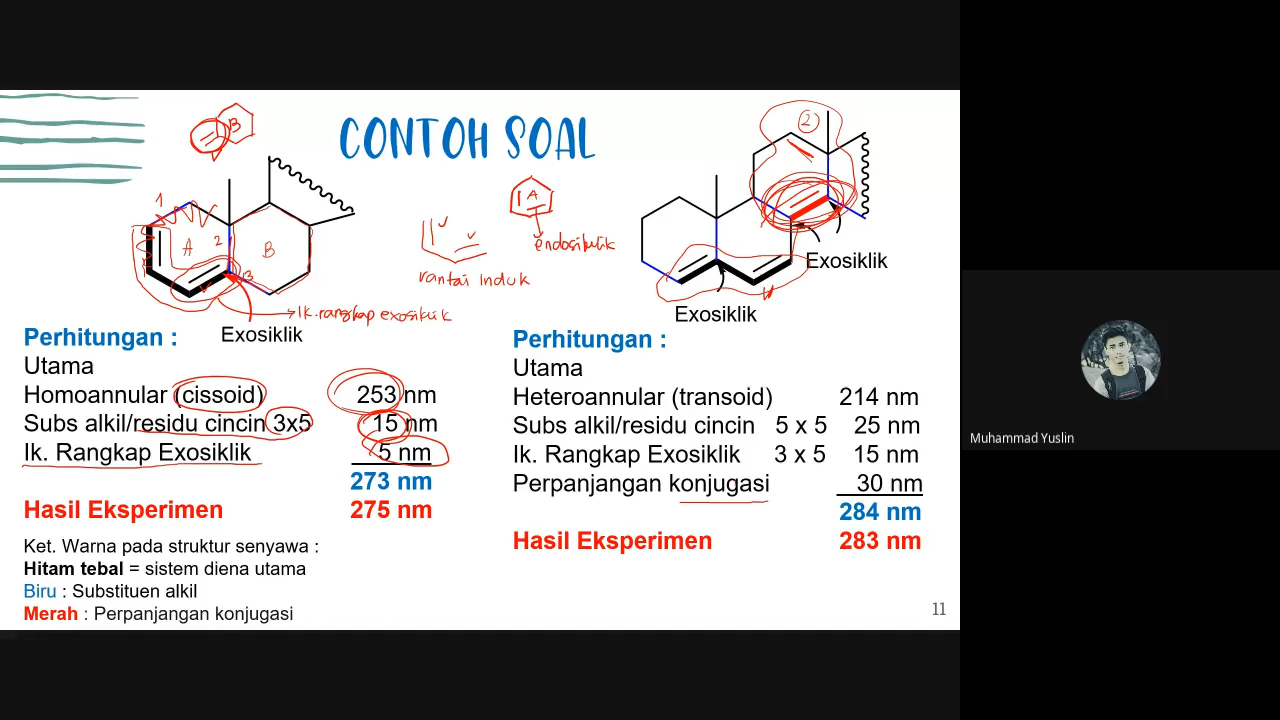 CONTOH SOAL
B
1
A
2
B
3
A
endosiklik
rantai induk
Ik. rangkap exosiklik
Exosiklik
2
Exosiklik
Exosiklik
Perhitungan :
Utama
Homoannular (cissoid) 253 nm
Subs alkil/residu cincin 3x5 15 nm
Ik. Rangkap Exosiklik 5 nm
273 nm
Hasil Eksperimen 275 nm
Ket. Warna pada struktur senyawa :
Hitam tebal = sistem diena utama
Biru : Substituen alkil
Merah : Perpanjangan konjugasi
Perhitungan :
Utama
Heteroannular (transoid) 214 nm
Subs alkil/residu cincin 5 x 5 25 nm
Ik. Rangkap Exosiklik 3 x 5 15 nm
Perpanjangan konjugasi 30 nm
284 nm
Hasil Eksperimen 283 nm
11
Muhammad Yuslin